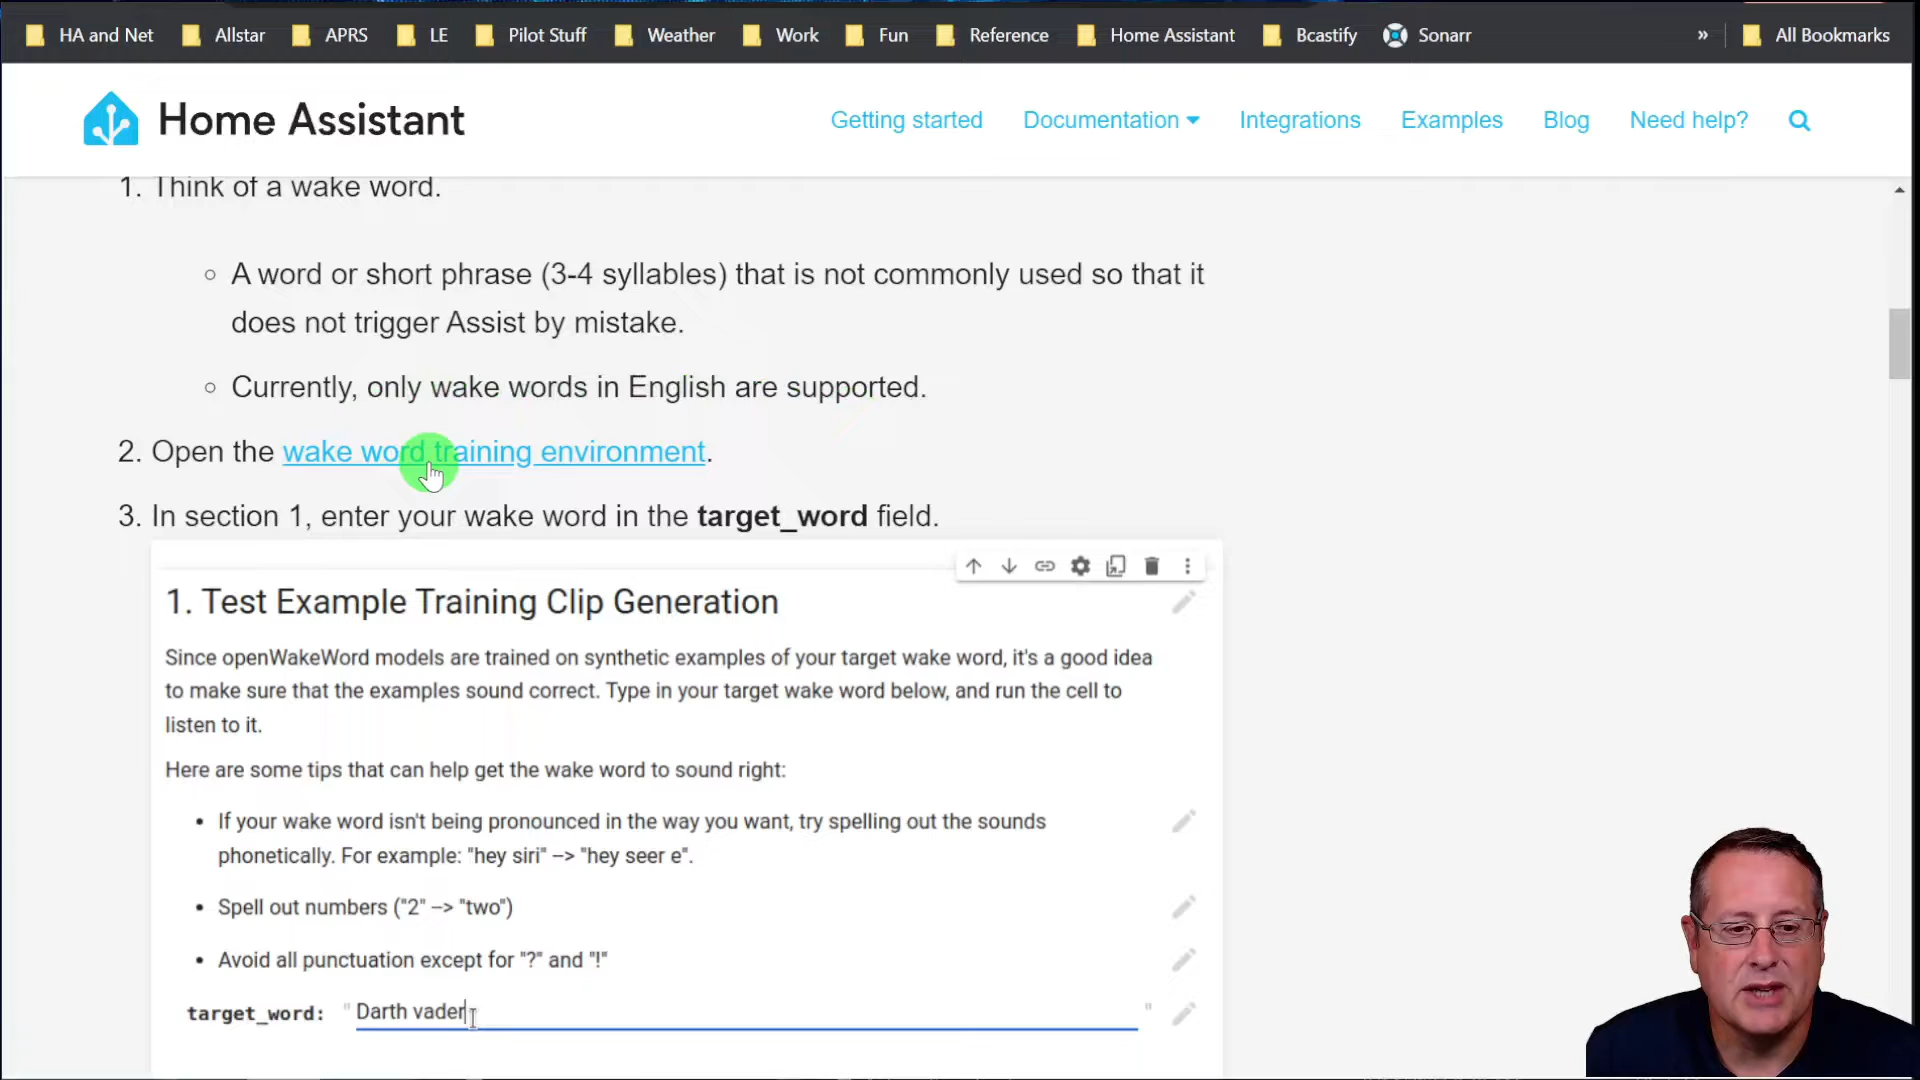 HA and Net Allstar APRS LE Pilot Stuff Weather Work Fun Reference Home Assistant Bcastify Sonarr » All Bookmarks
Home Assistant Getting started Documentation Integrations Examples Blog Need help?
1. Think of a wake word.
A word or short phrase (3-4 syllables) that is not commonly used so that it
does not trigger Assist by mistake.
Currently, only wake words in English are supported.
2. Open the wake word training environment.
3. In section 1, enter your wake word in the target_word field.
1. Test Example Training Clip Generation
Since openWakeWord models are trained on synthetic examples of your target wake word, it's a good idea
to make sure that the examples sound correct. Type in your target wake word below, and run the cell to
listen to it.
Here are some tips that can help get the wake word to sound right:
• If your wake word isn't being pronounced in the way you want, try spelling out the sounds
phonetically. For example: "hey siri" –> "hey seer e".
• Spell out numbers ("2" –> "two")
• Avoid all punctuation except for "?" and "!"
target_word: " Darth vader "